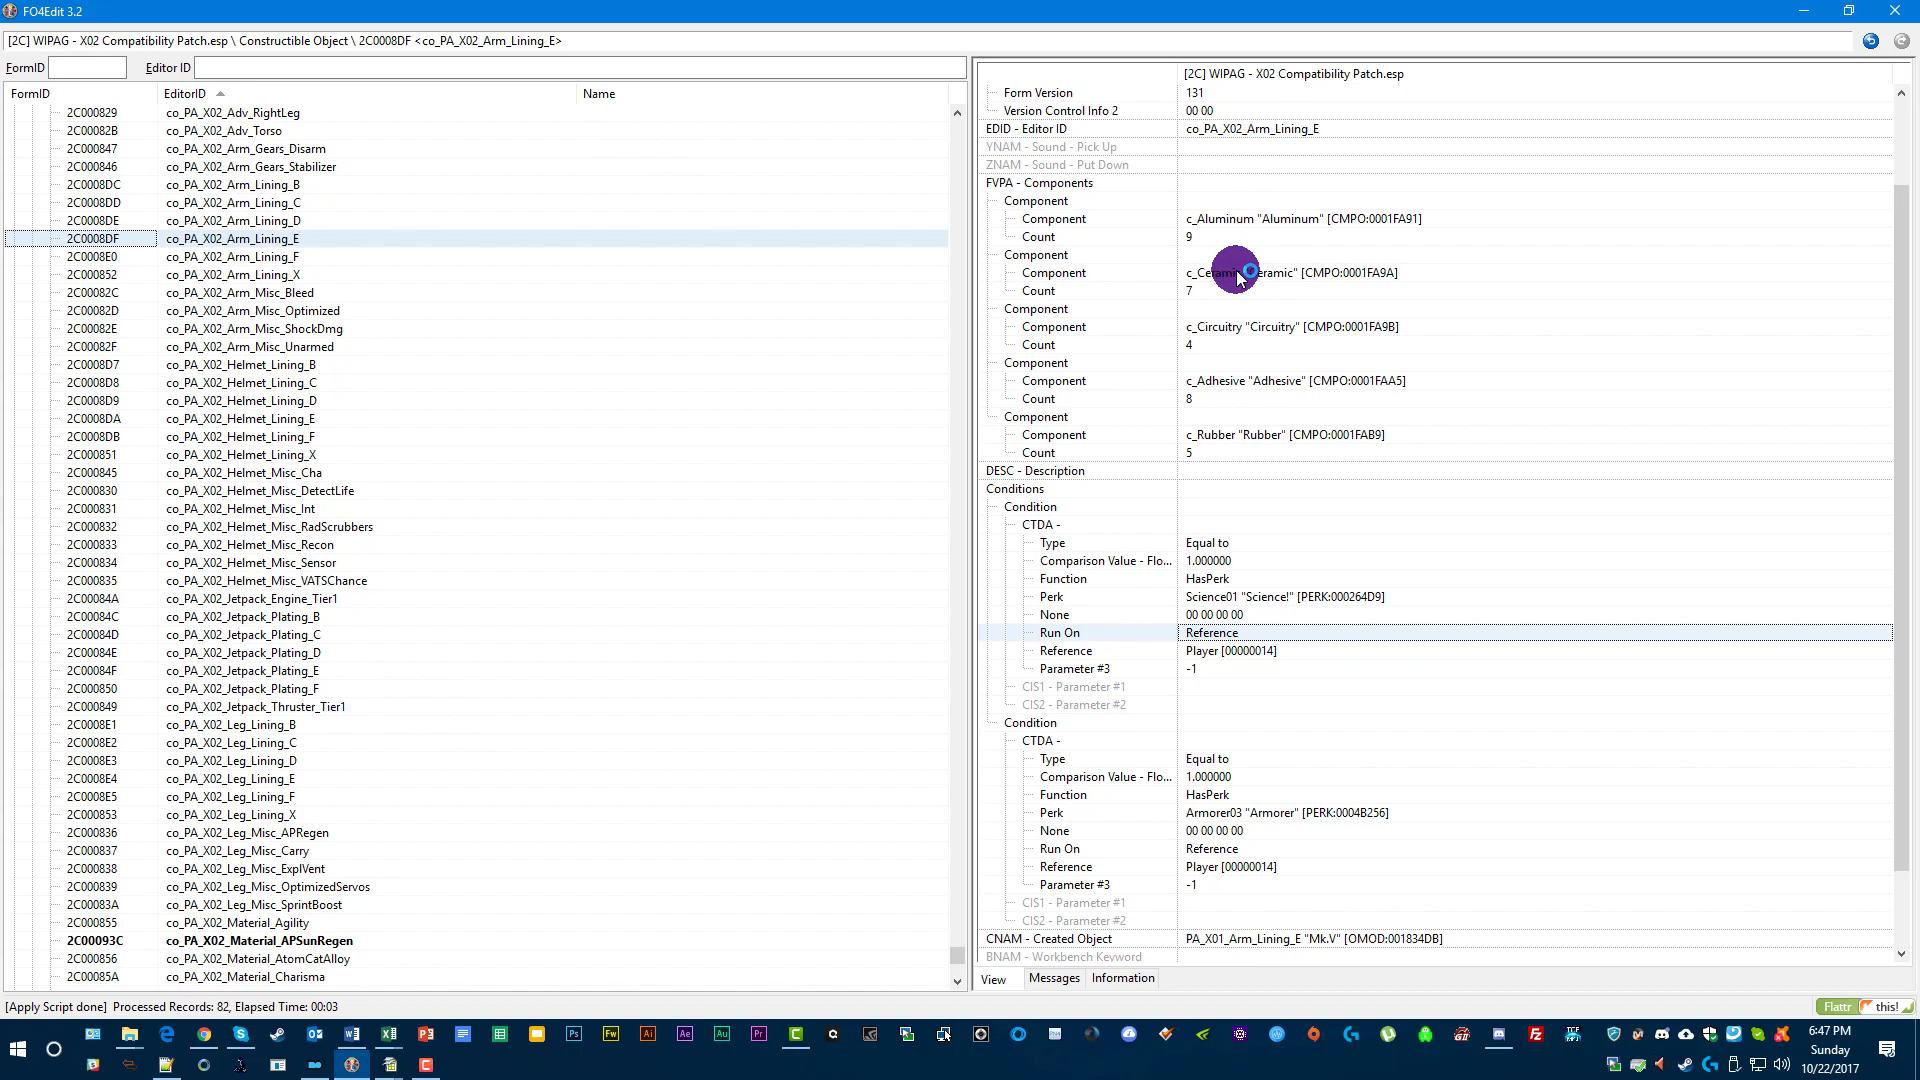 FO4Edit 3.2
[2C] WIPAG - X02 Compatibility Patch.esp \ Constructible Object \ 2C0008DF <co_PA_X02_Arm_Lining_E>
FormID
Editor ID
FormID EditorID Name
2C000829 co_PA_X02_Adv_RightLeg
2C00082B co_PA_X02_Adv_Torso
2C000847 co_PA_X02_Arm_Gears_Disarm
2C000846 co_PA_X02_Arm_Gears_Stabilizer
2C0008DC co_PA_X02_Arm_Lining_B
2C0008DD co_PA_X02_Arm_Lining_C
2C0008DE co_PA_X02_Arm_Lining_D
2C0008DF co_PA_X02_Arm_Lining_E
2C0008E0 co_PA_X02_Arm_Lining_F
2C000852 co_PA_X02_Arm_Lining_X
2C00082C co_PA_X02_Arm_Misc_Bleed
2C00082D co_PA_X02_Arm_Misc_Optimized
2C00082E co_PA_X02_Arm_Misc_ShockDmg
2C00082F co_PA_X02_Arm_Misc_Unarmed
2C0008D7 co_PA_X02_Helmet_Lining_B
2C0008D8 co_PA_X02_Helmet_Lining_C
2C0008D9 co_PA_X02_Helmet_Lining_D
2C0008DA co_PA_X02_Helmet_Lining_E
2C0008DB co_PA_X02_Helmet_Lining_F
2C000851 co_PA_X02_Helmet_Lining_X
2C000845 co_PA_X02_Helmet_Misc_Cha
2C000830 co_PA_X02_Helmet_Misc_DetectLife
2C000831 co_PA_X02_Helmet_Misc_Int
2C000832 co_PA_X02_Helmet_Misc_RadScrubbers
2C000833 co_PA_X02_Helmet_Misc_Recon
2C000834 co_PA_X02_Helmet_Misc_Sensor
2C000835 co_PA_X02_Helmet_Misc_VATSChance
2C00084A co_PA_X02_Jetpack_Engine_Tier1
2C00084C co_PA_X02_Jetpack_Plating_B
2C00084D co_PA_X02_Jetpack_Plating_C
2C00084E co_PA_X02_Jetpack_Plating_D
2C00084F co_PA_X02_Jetpack_Plating_E
2C000850 co_PA_X02_Jetpack_Plating_F
2C000849 co_PA_X02_Jetpack_Thruster_Tier1
2C0008E1 co_PA_X02_Leg_Lining_B
2C0008E2 co_PA_X02_Leg_Lining_C
2C0008E3 co_PA_X02_Leg_Lining_D
2C0008E4 co_PA_X02_Leg_Lining_E
2C0008E5 co_PA_X02_Leg_Lining_F
2C000853 co_PA_X02_Leg_Lining_X
2C000836 co_PA_X02_Leg_Misc_APRegen
2C000837 co_PA_X02_Leg_Misc_Carry
2C000838 co_PA_X02_Leg_Misc_ExplVent
2C000839 co_PA_X02_Leg_Misc_OptimizedServos
2C00083A co_PA_X02_Leg_Misc_SprintBoost
2C000855 co_PA_X02_Material_Agility
2C00093C co_PA_X02_Material_APSunRegen
2C000856 co_PA_X02_Material_AtomCatAlloy
2C00085A co_PA_X02_Material_Charisma
[2C] WIPAG - X02 Compatibility Patch.esp
Form Version 131
Version Control Info 2 00 00
EDID - Editor ID co_PA_X02_Arm_Lining_E
YNAM - Sound - Pick Up
ZNAM - Sound - Put Down
FVPA - Components
Component
Component c_Aluminum "Aluminum" [CMPO:0001FA91]
Count 9
Component
Component [CMPO:0001FA9A]
Count 7
Component
Component c_Circuitry "Circuitry" [CMPO:0001FA9B]
Count 4
Component
Component c_Adhesive "Adhesive" [CMPO:0001FAA5]
Count 8
Component
Component c_Rubber "Rubber" [CMPO:0001FAB9]
Count 5
DESC - Description
Conditions
Condition
CTDA -
Type Equal to
Comparison Value - Flo... 1.000000
Function HasPerk
Perk Science01 "Science!" [PERK:000264D9]
None 00 00 00 00
Run On Reference
Reference Player [00000014]
Parameter #3 -1
CIS1 - Parameter #1
CIS2 - Parameter #2
Condition
CTDA -
Type Equal to
Comparison Value - Flo... 1.000000
Function HasPerk
Perk Armorer03 "Armorer" [PERK:0004B256]
None 00 00 00 00
Run On Reference
Reference Player [00000014]
Parameter #3 -1
CIS1 - Parameter #1
CIS2 - Parameter #2
CNAM - Created Object PA_X01_Arm_Lining_E "Mk.V" [OMOD:001834DB]
BNAM - Workbench Keyword
View Messages Information
[Apply Script done] Processed Records: 82, Elapsed Time: 00:03
Flattr this!
6:47 PM
Sunday
10/22/2017